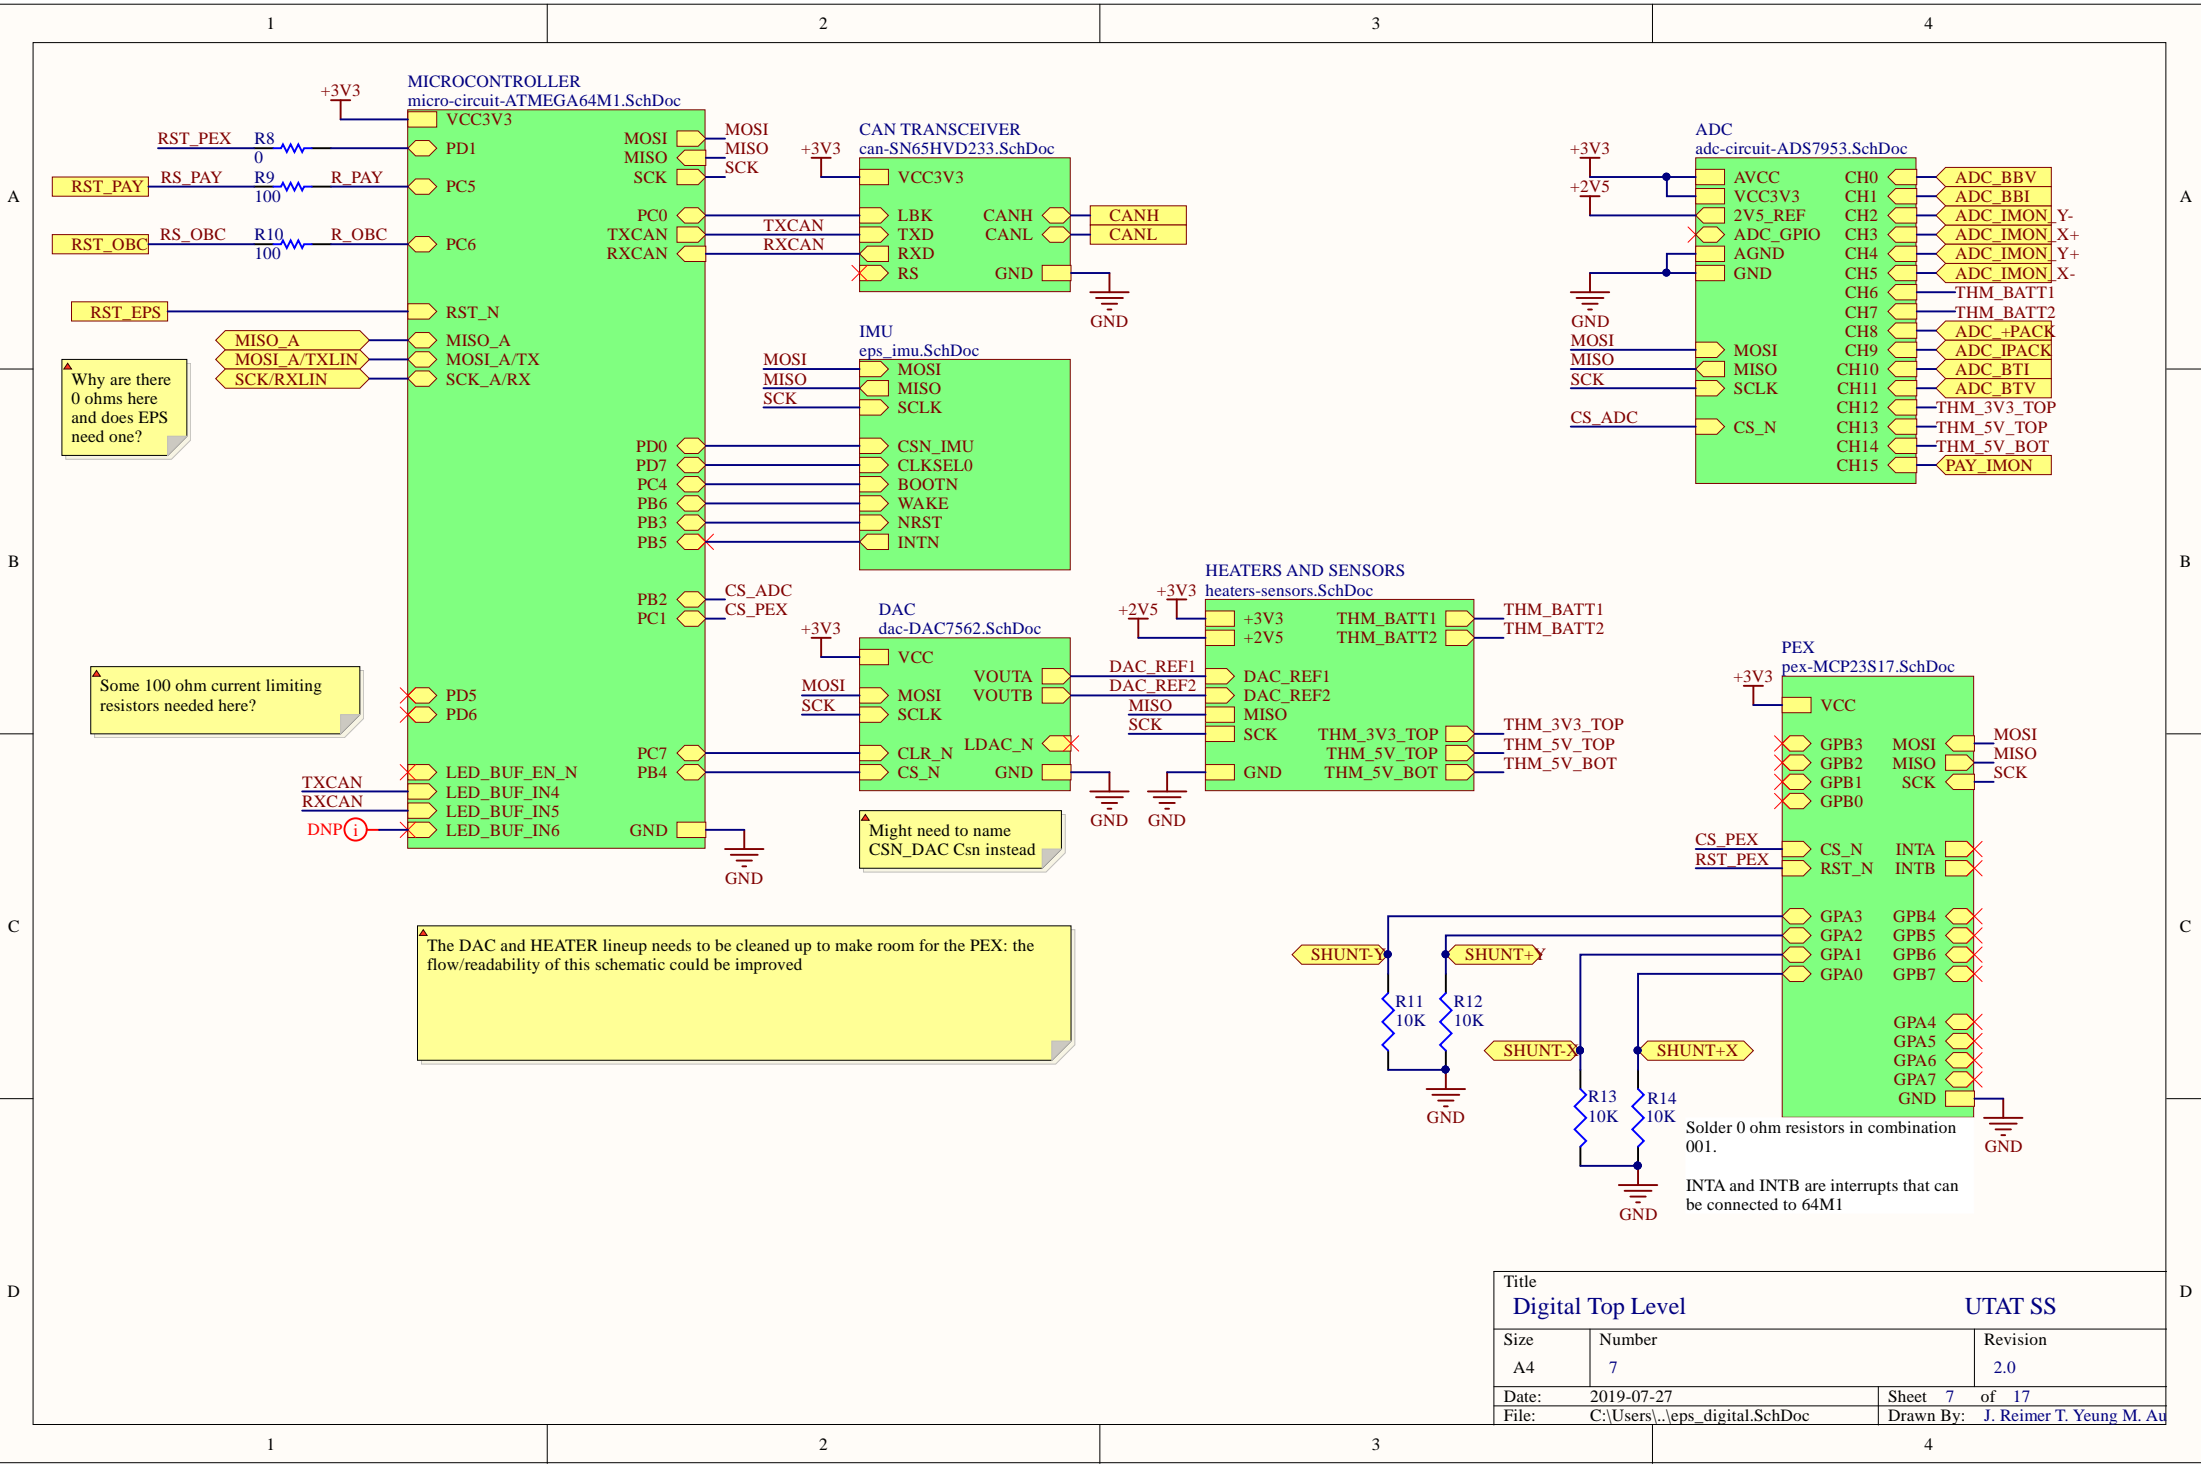 1 2 3 4
A
B
C
D
MICROCONTROLLER
micro-circuit-ATMEGA64M1.SchDoc
+3V3
VCC3V3
RST_PEX R8 0 PD1
RST_PAY RS_PAY R9 100 R_PAY PC5
RST_OBC RS_OBC R10 100 R_OBC PC6
RST_EPS RST_N
MISO_A MISO_A
MOSI_A/TXLIN MOSI_A/TX
SCK/RXLIN SCK_A/RX
Why are there
0 ohms here
and does EPS
need one?
Some 100 ohm current limiting
resistors needed here?
PD5
PD6
LED_BUF_EN_N
TXCAN LED_BUF_IN4
RXCAN LED_BUF_IN5
DNP i LED_BUF_IN6
MOSI MOSI
MISO MISO
SCK SCK
PC0
TXCAN TXCAN
RXCAN RXCAN
PD0
PD7
PC4
PB6
PB3
PB5
PB2 CS_ADC
PC1 CS_PEX
PC7
PB4
GND
GND
CAN TRANSCEIVER
can-SN65HVD233.SchDoc
+3V3
VCC3V3
LBK CANH CANH
TXD CANL CANL
RXD
RS GND
GND
IMU
eps_imu.SchDoc
MOSI MOSI
MISO MISO
SCK SCLK
CSN_IMU
CLKSEL0
BOOTN
WAKE
NRST
INTN
DAC
dac-DAC7562.SchDoc
+3V3
VCC
VOUTA DAC_REF1
MOSI MOSI VOUTB DAC_REF2
SCK SCLK
LDAC_N
CLR_N
CS_N GND
GND
Might need to name
CSN_DAC Csn instead
The DAC and HEATER lineup needs to be cleaned up to make room for the PEX: the
flow/readability of this schematic could be improved
HEATERS AND SENSORS
heaters-sensors.SchDoc
+3V3
+2V5
+3V3 THM_BATT1 THM_BATT1
+2V5 THM_BATT2 THM_BATT2
DAC_REF1
DAC_REF2
MISO MISO
SCK SCK THM_3V3_TOP THM_3V3_TOP
THM_5V_TOP THM_5V_TOP
GND THM_5V_BOT THM_5V_BOT
GND
ADC
adc-circuit-ADS7953.SchDoc
+3V3
+2V5
AVCC CH0 ADC_BBV
VCC3V3 CH1 ADC_BBI
2V5_REF CH2 ADC_IMON_Y-
ADC_GPIO CH3 ADC_IMON_X+
AGND CH4 ADC_IMON_Y+
GND CH5 ADC_IMON_X-
CH6 THM_BATT1
GND CH7 THM_BATT2
CH8 ADC_+PACK
MOSI MOSI CH9 ADC_IPACK
MISO MISO CH10 ADC_BTI
SCK SCLK CH11 ADC_BTV
CH12 THM_3V3_TOP
CS_ADC CS_N CH13 THM_5V_TOP
CH14 THM_5V_BOT
CH15 PAY_IMON
PEX
pex-MCP23S17.SchDoc
+3V3
VCC
GPB3 MOSI MOSI
GPB2 MISO MISO
GPB1 SCK SCK
GPB0
CS_PEX CS_N INTA
RST_PEX RST_N INTB
GPA3 GPB4
GPA2 GPB5
GPA1 GPB6
GPA0 GPB7
GPA4
GPA5
GPA6
GPA7
GND
GND
SHUNT-Y SHUNT+Y
R11 R12
10K 10K
GND
SHUNT-X SHUNT+X
R13 R14
10K 10K
GND
Solder 0 ohm resistors in combination
001.
INTA and INTB are interrupts that can
be connected to 64M1
Title
Digital Top Level UTAT SS
Size Number Revision
A4 7 2.0
Date: 2019-07-27 Sheet 7 of 17
File: C:\Users\..\eps_digital.SchDoc Drawn By: J. Reimer T. Yeung M. Au
A
B
C
D
1 2 3 4